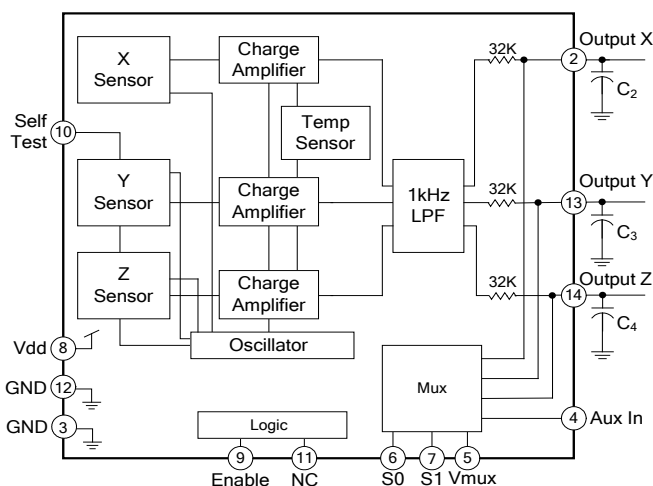 X
Sensor
Charge
Amplifier
32K
Output X
2
C2
Self
Test
10
Temp
Sensor
Y
Sensor
Charge
Amplifier
1kHz
LPF
32K
Output Y
13
C3
Z
Sensor
Charge
Amplifier
32K
Output Z
14
C4
Oscillator
Vdd
8
GND
12
GND
3
Mux
Aux In
4
Logic
9
11
6
7
5
Enable
NC
S0
S1
Vmux